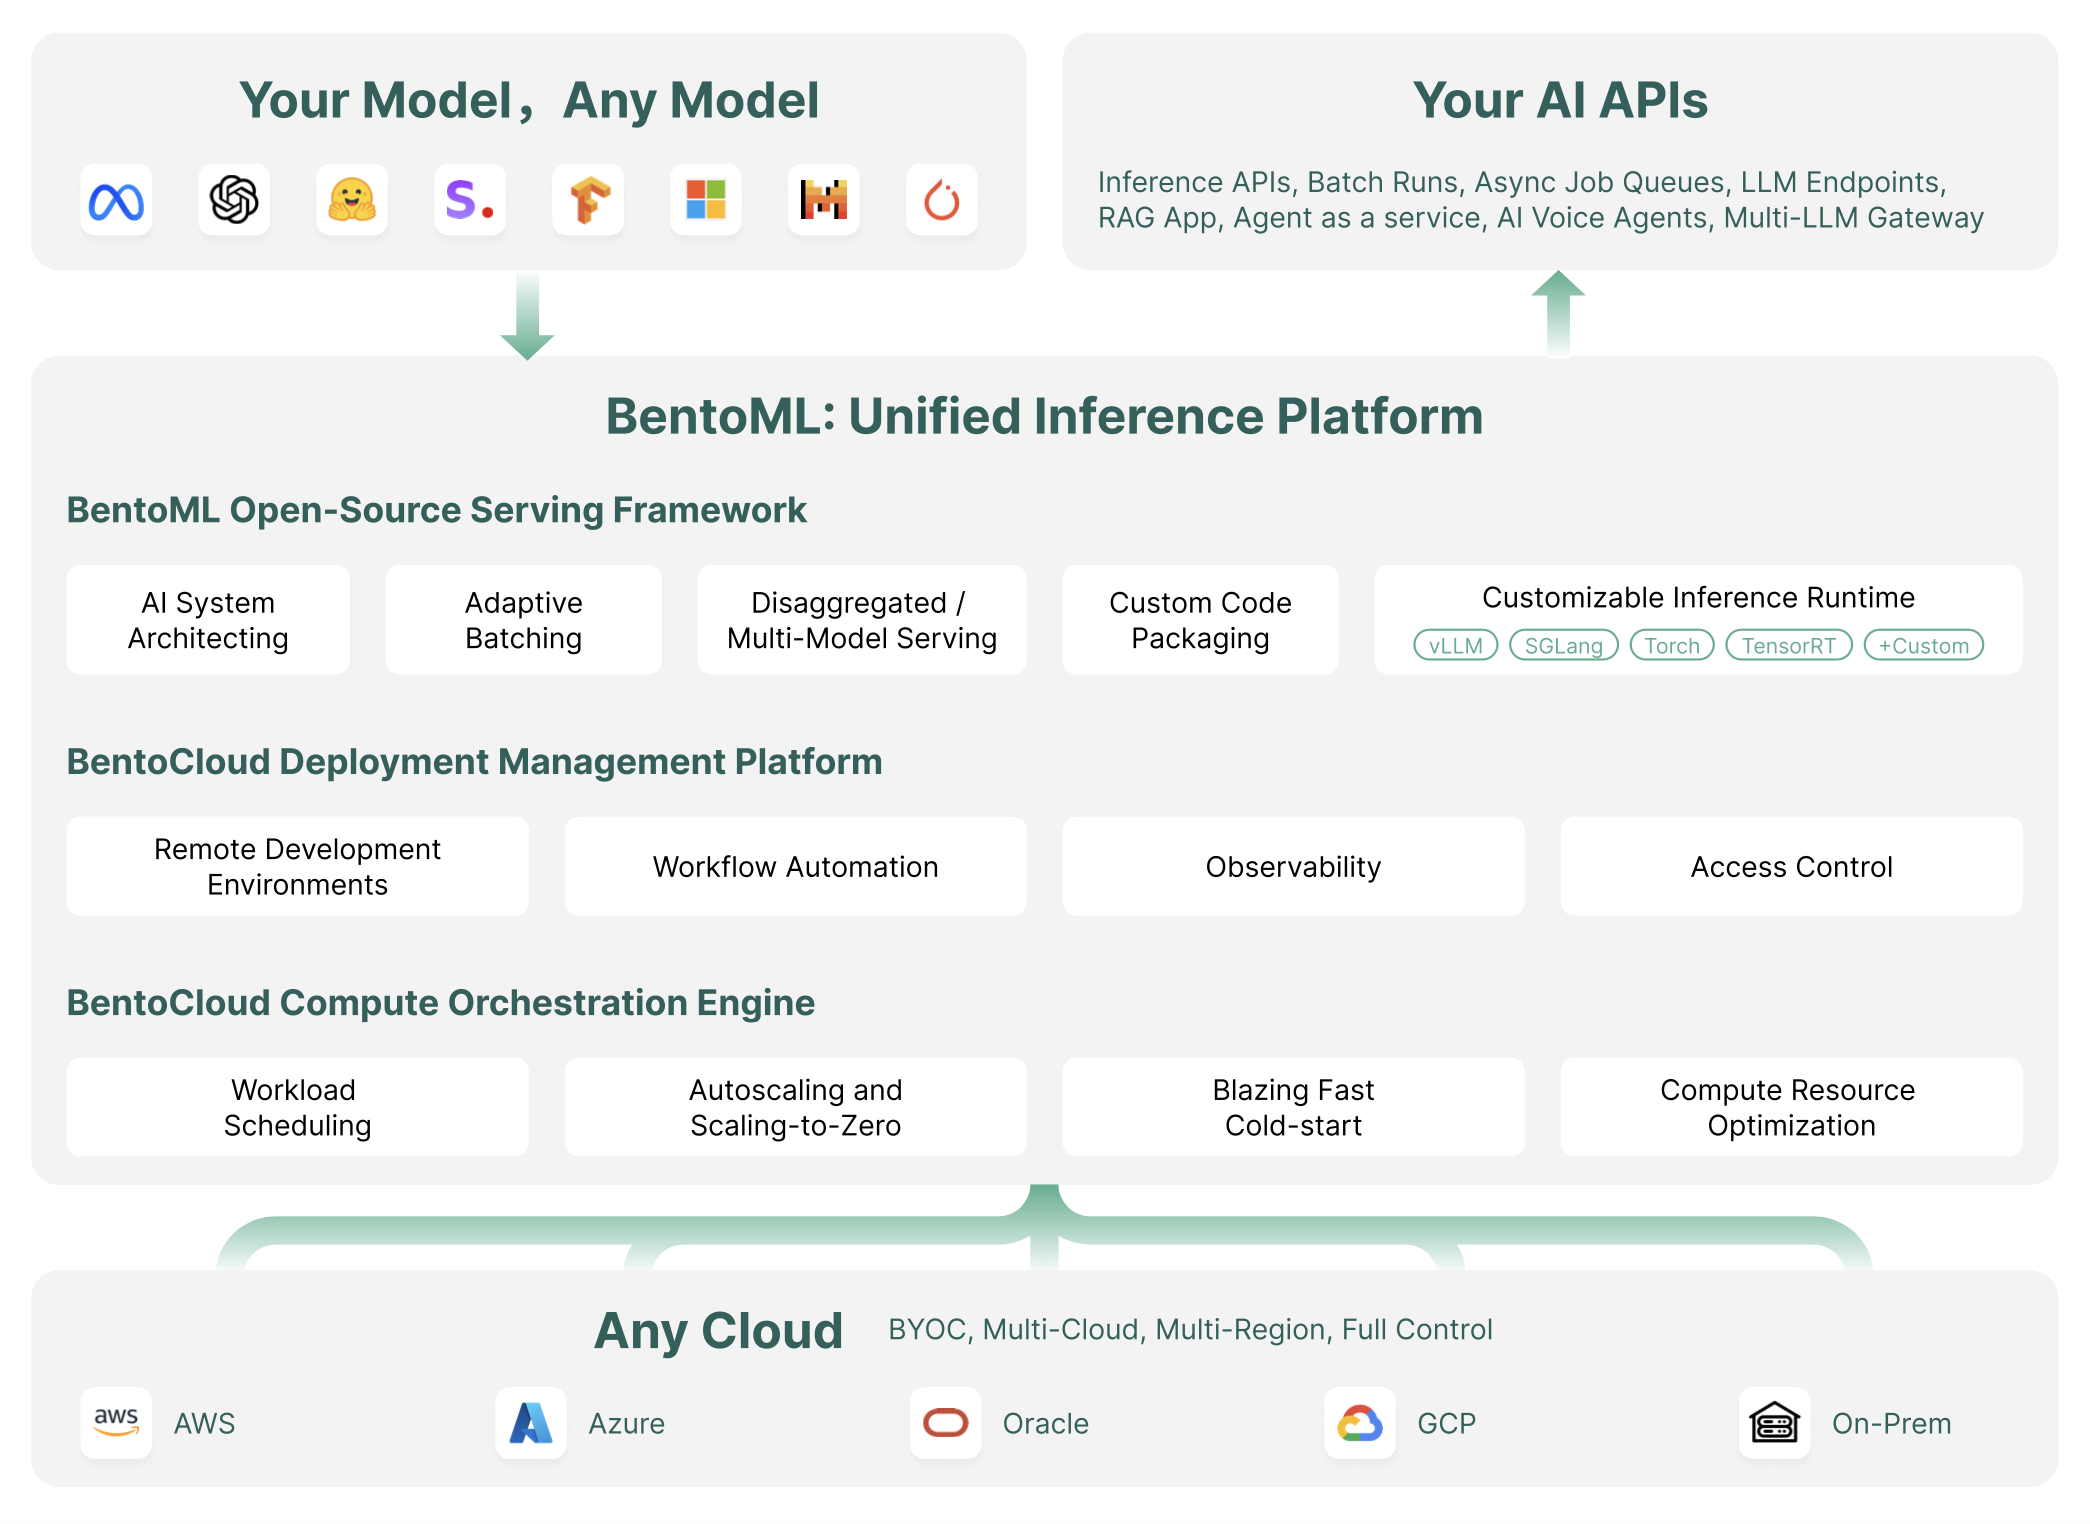 Your Model，Any Model
S.
Your AI APIs
Inference APIs, Batch Runs, Async Job Queues, LLM Endpoints,
RAG App, Agent as a service, AI Voice Agents, Multi-LLM Gateway
BentoML: Unified Inference Platform
BentoML Open-Source Serving Framework
AI System
Architecting
Adaptive
Batching
Disaggregated /
Multi-Model Serving
Custom Code
Packaging
Customizable Inference Runtime
vLLM
SGLang
Torch
TensorRT
+Custom
BentoCloud Deployment Management Platform
Remote Development
Environments
Workflow Automation
Observability
Access Control
BentoCloud Compute Orchestration Engine
Workload
Scheduling
Autoscaling and
Scaling-to-Zero
Blazing Fast
Cold-start
Compute Resource
Optimization
Any Cloud
BYOC, Multi-Cloud, Multi-Region, Full Control
aws
AWS
Azure
Oracle
GCP
On-Prem